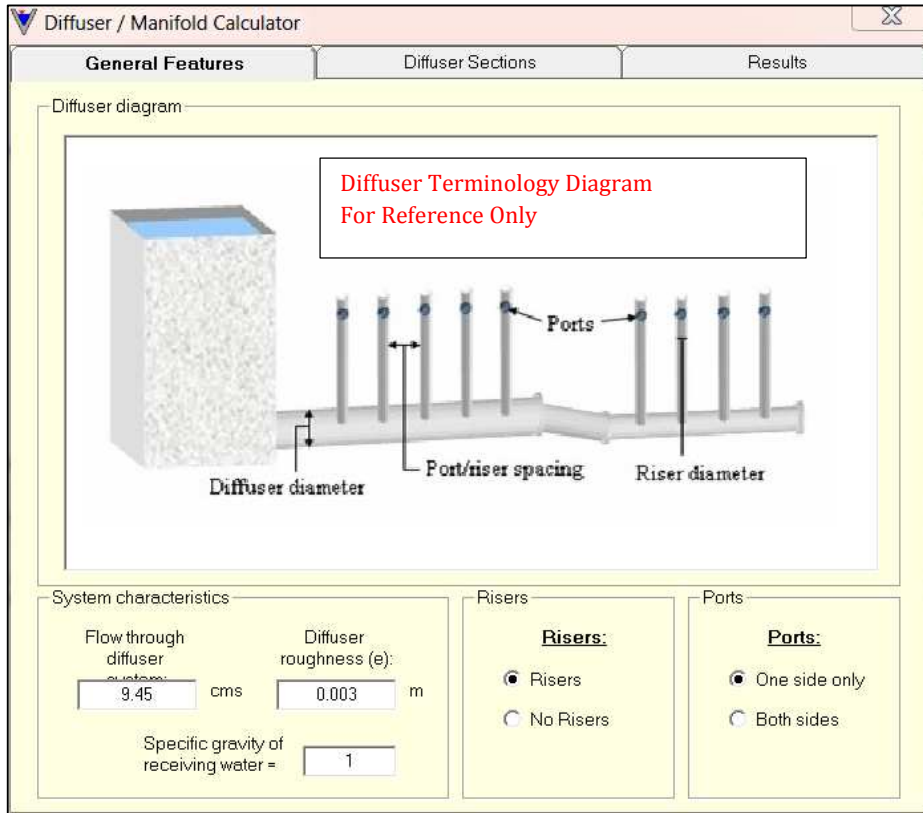 Diffuser / Manifold Calculator
General Features
Diffuser Sections
Results
Diffuser diagram
Diffuser Terminology Diagram
For Reference Only
Ports
Port/riser spacing
Diffuser diameter
Riser diameter
System characteristics
Flow through
diffuser
system:
9.45 cms
Diffuser
roughness (e):
0.003 m
Specific gravity of
receiving water = 1
Risers
Risers:
Risers
No Risers
Ports
Ports:
One side only
Both sides